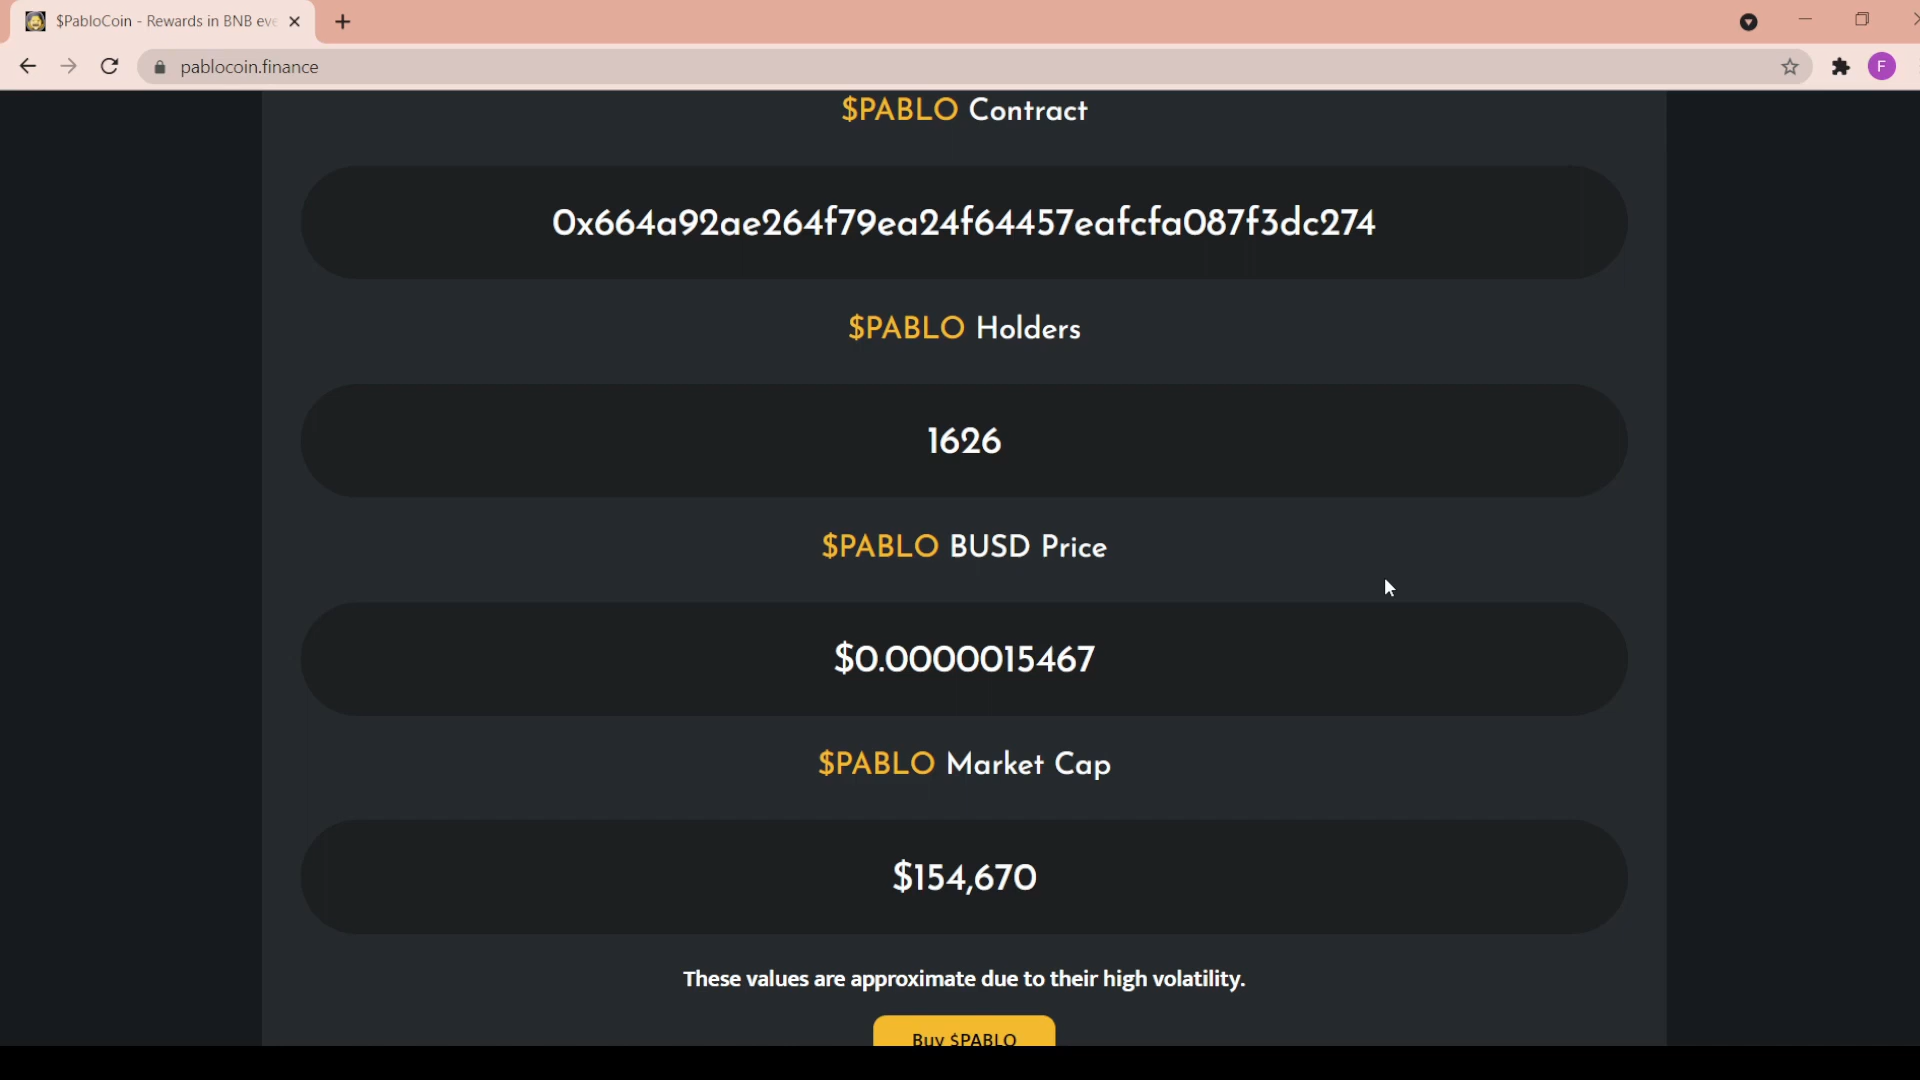 $PabloCoin - Rewards in BNB eve
pablocoin.finance
F
$PABLO Contract
0x664a92ae264f79ea24f64457eafcfa087f3dc274
$PABLO Holders
1626
$PABLO BUSD Price
$0.0000015467
$PABLO Market Cap
$154,670
These values are approximate due to their high volatility.
Buy $PABLO